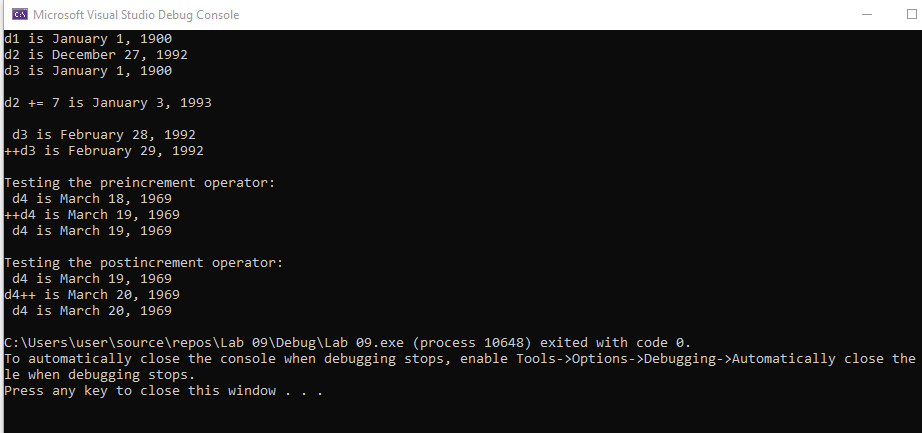 Microsoft Visual Studio Debug Console
d1 is January 1, 1900
d2 is December 27, 1992
d3 is January 1, 1900
d2 += 7 is January 3, 1993
d3 is February 28, 1992
++d3 is February 29, 1992
Testing the preincrement operator:
d4 is March 18, 1969
++d4 is March 19, 1969
d4 is March 19, 1969
Testing the postincrement operator:
d4 is March 19, 1969
d4++ is March 20, 1969
d4 is March 20, 1969
C:\Users\user\source\repos\Lab 09\Debug\Lab 09.exe (process 10648) exited with code 0.
To automatically close the console when debugging stops, enable Tools->Options->Debugging->Automatically close the
le when debugging stops.
Press any key to close this window . . .